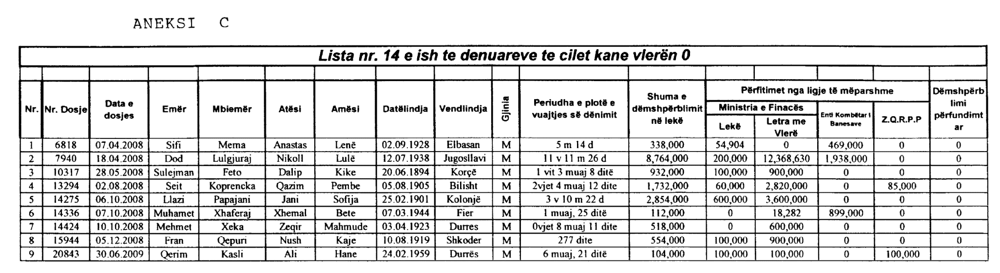 ANEKSI C
Lista nr. 14 e ish te denuareve te cilet kane vlerën 0
Nr. Nr. Dosje Data e dosjes Emër Mbiemër Atësi Amësi Datëlindja Vendlindja Gjinia Periudha e plotë e vuajtjes së dënimit Shuma e dëmshpërblimit në lekë Përfitimet nga ligje të mëparshme Dëmshpërb limi përfundimt ar
Ministria e Finacës Enti Kombëtar i Banesave Z.Q.R.P.P
Lekë Letra me Vlerë
1 6818 07.04.2008 Sifi Mema Anastas Lenë 02.09.1928 Elbasan M 5 m 14 d 338,000 54,904 0 469,000 0 0
2 7940 18.04.2008 Dod Lulgjuraj Nikoll Lulë 12.07.1938 Jugosllavi M 11 v 11 m 26 d 8,764,000 200,000 12,368,630 1,938,000 0 0
3 10317 28.05.2008 Sulejman Feto Dalip Kike 20.06.1894 Korçë M 1 vit 3 muaj 8 ditë 932,000 100,000 900,000 0 0 0
4 13294 02.08.2008 Seit Koprencka Qazim Pembe 05.08.1905 Bilisht M 2vjet 4 muaj 12 dite 1,732,000 60,000 2,820,000 0 85,000 0
5 14275 06.10.2008 Llazi Papajani Jani Sofija 25.02.1901 Kolonjë M 3 v 10 m 22 d 2,854,000 600,000 3,600,000 0 0 0
6 14336 07.10.2008 Muhamet Xhaferaj Xhemal Bete 07.03.1944 Fier M 1 muaj, 25 ditë 112,000 0 18,282 899,000 0 0
7 14424 10.10.2008 Mehmet Xeka Zeqir Mahmude 03.04.1923 Durres M 0vjet 8 muaj 11 dite 518,000 0 600,000 0 0 0
8 15944 05.12.2008 Fran Qepuri Nush Kaje 10.08.1919 Shkoder M 277 dite 554,000 100,000 900,000 0 0 0
9 20843 30.06.2009 Qerim Kasli Ali Hane 24.02.1959 Durrës M 6 muaj, 21 ditë 104,000 100,000 100,000 0 100,000 0